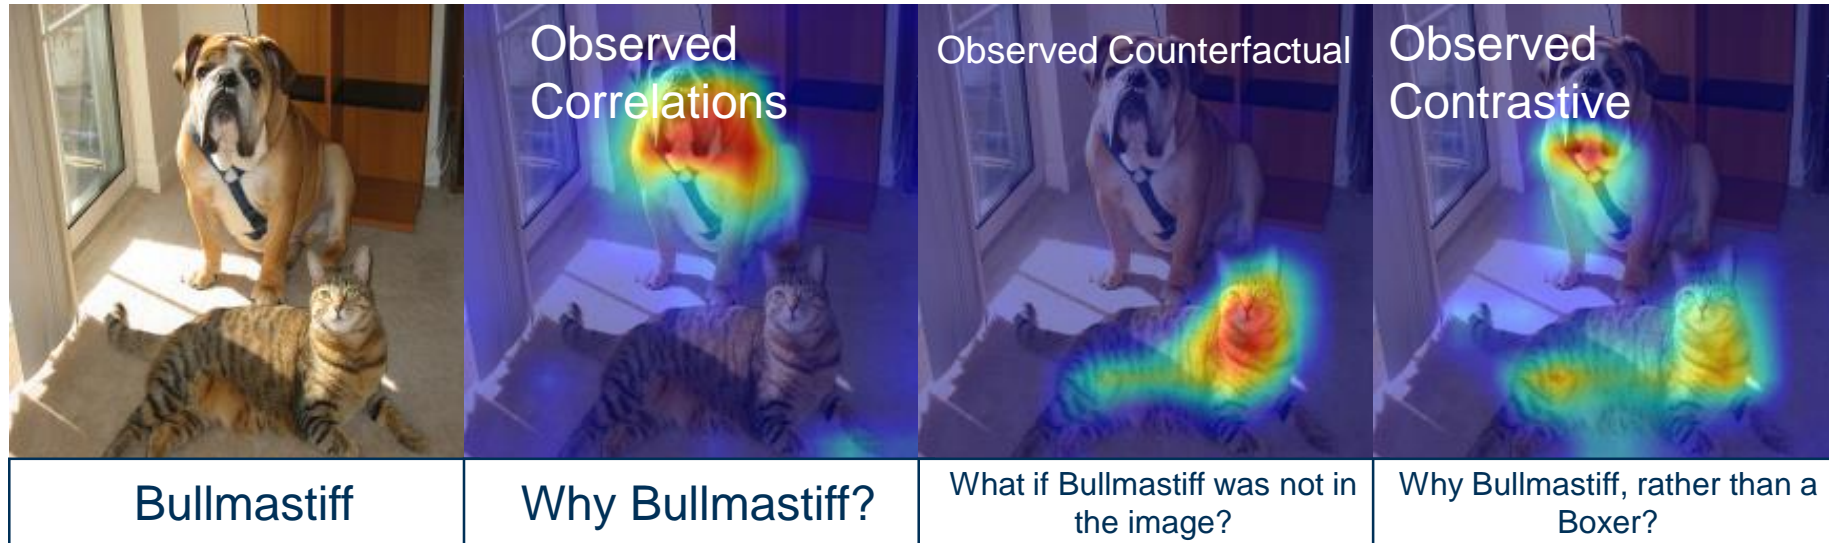 Observed
Correlations
Observed Counterfactual
Observed
Contrastive
Bullmastiff
Why Bullmastiff?
What if Bullmastiff was not in
the image?
Why Bullmastiff, rather than a
Boxer?